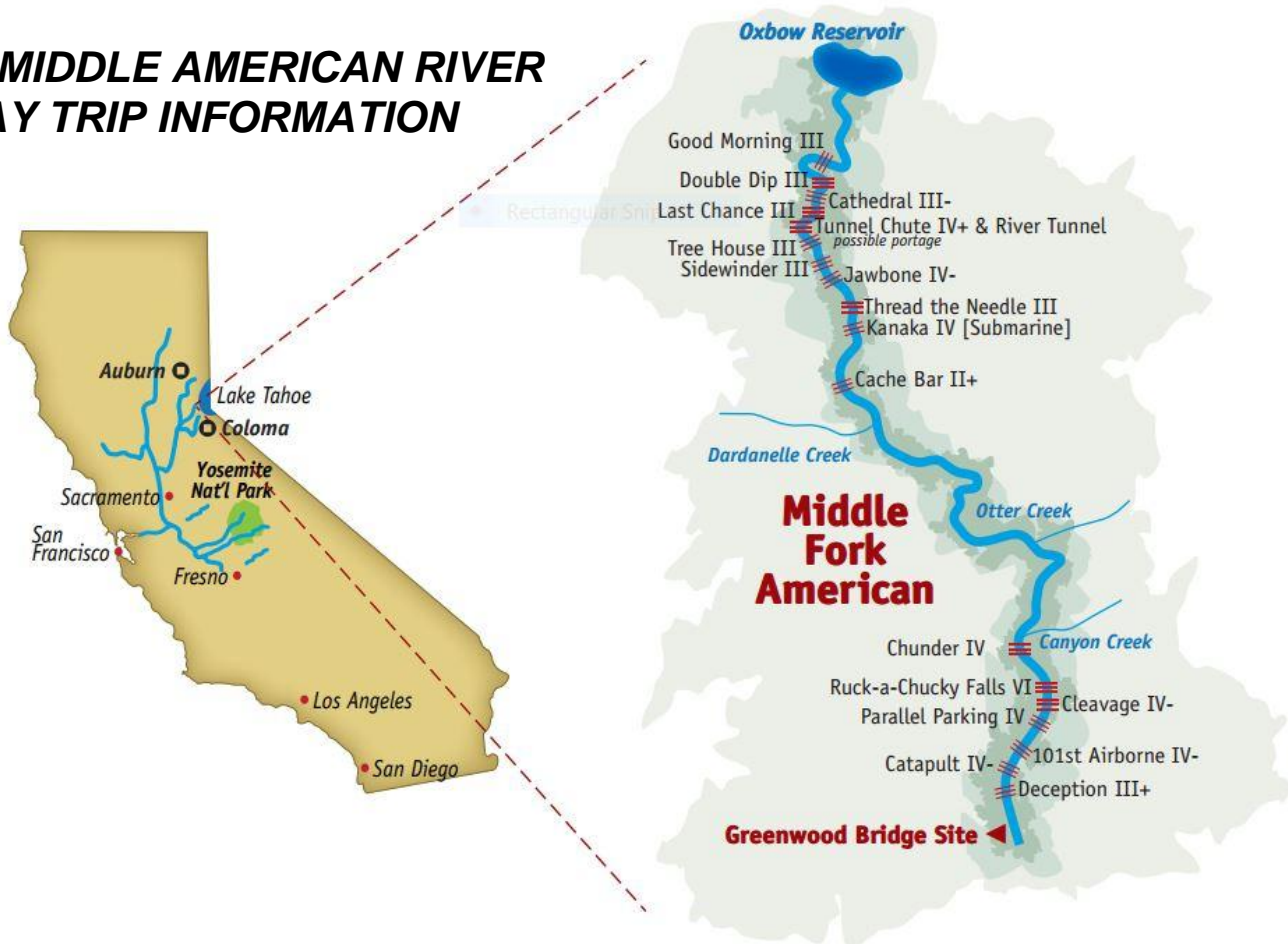 MIDDLE AMERICAN RIVER
AY TRIP INFORMATION
Oxbow Reservoir
Good Morning III
Double Dip III
Cathedral III-
Last Chance III
Rectangular Snip
Tunnel Chute IV+ & River Tunnel
possible portage
Tree House III
Sidewinder III
Jawbone IV-
Thread the Needle III
Kanaka IV [Submarine]
Cache Bar II+
Dardanelle Creek
Middle
Fork
American
Otter Creek
Canyon Creek
Chunder IV
Ruck-a-Chucky Falls VI
Cleavage IV-
Parallel Parking IV
101st Airborne IV-
Catapult IV-
Deception III+
Greenwood Bridge Site
Auburn
Lake Tahoe
Coloma
Yosemite
Nat'l Park
Sacramento
San
Francisco
Fresno
Los Angeles
San Diego